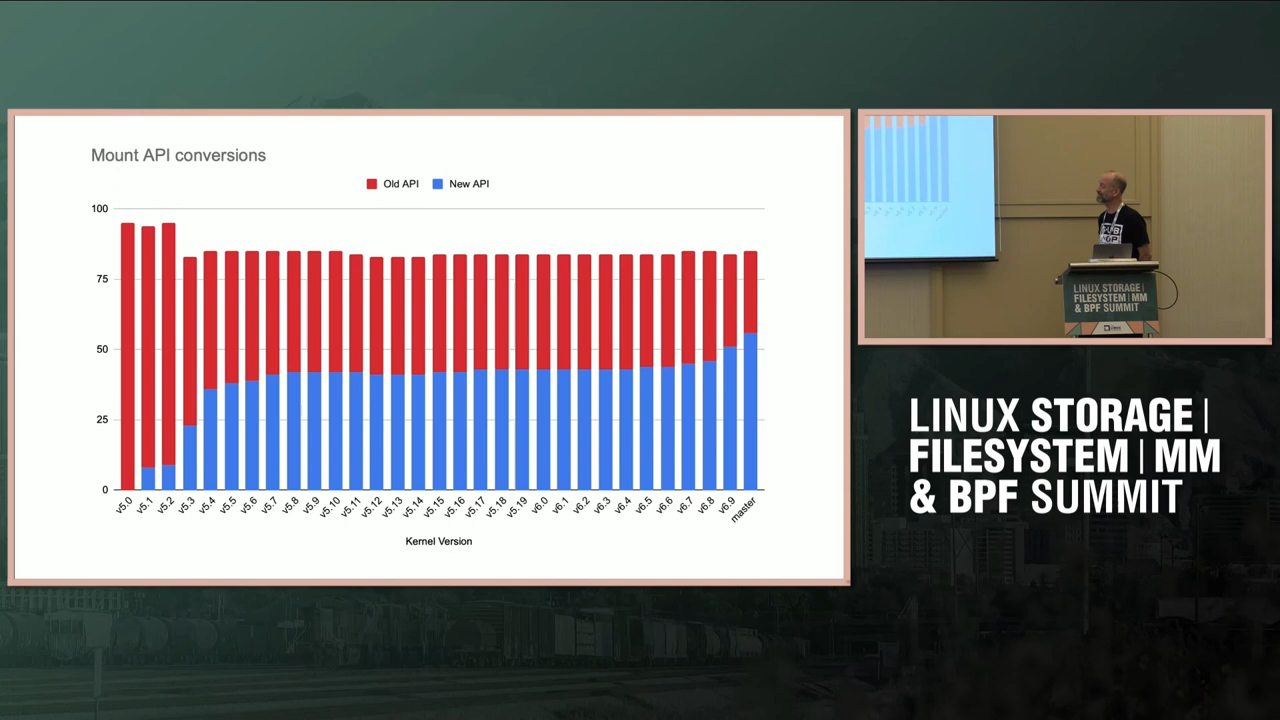 Mount API conversions
Old API
New API
100
75
50
25
0
v5.0
v5.1
v5.2
v5.3
v5.4
v5.5
v5.6
v5.7
v5.8
v5.9
v5.10
v5.11
v5.12
v5.13
v5.14
v5.15
v5.16
v5.17
v5.18
v5.19
v6.0
v6.1
v6.2
v6.3
v6.4
v6.5
v6.6
v6.7
v6.8
v6.9
master
Kernel Version
LINUX STORAGE |
FILESYSTEM | MM
& BPF SUMMIT
LINUX STORAGE |
FILESYSTEM | MM
& BPF SUMMIT